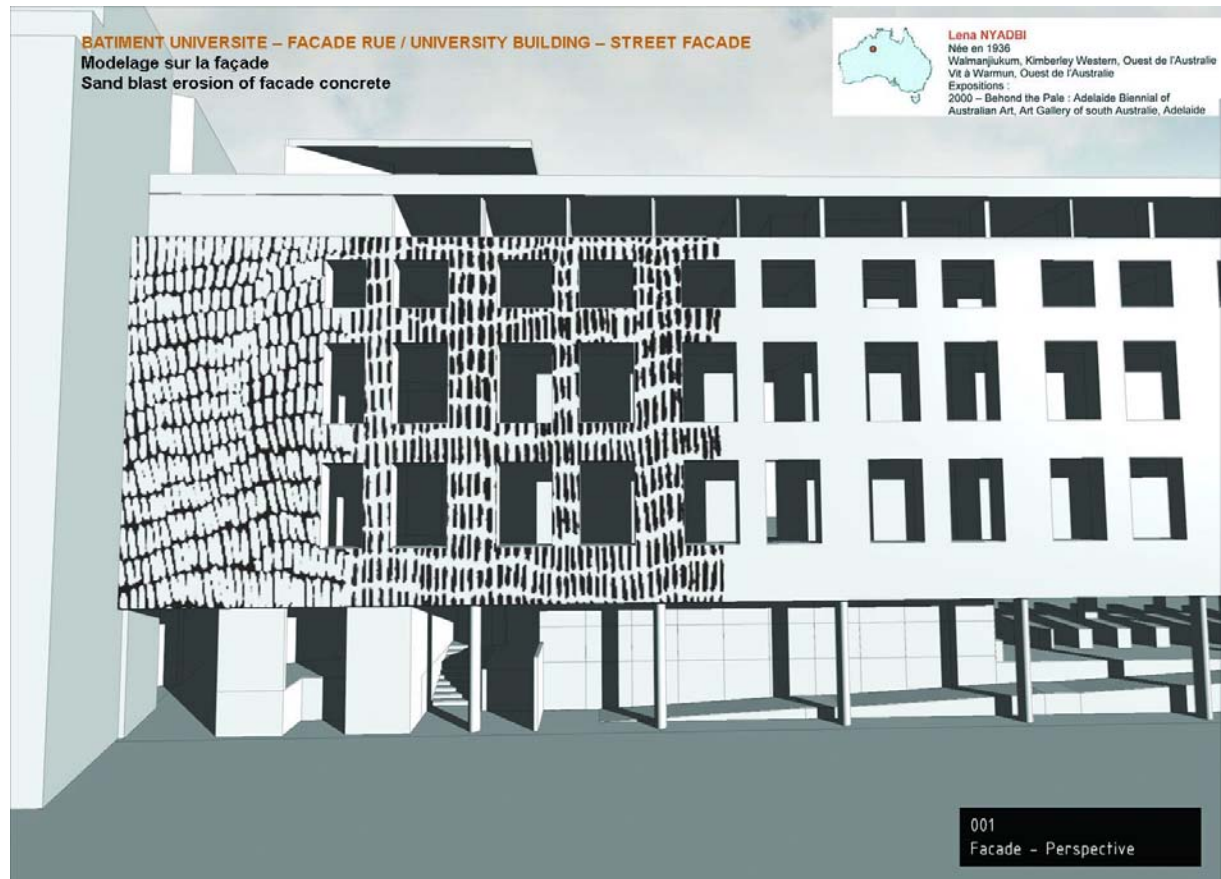 BATIMENT UNIVERSITE – FACADE RUE / UNIVERSITY BUILDING – STREET FACADE
Modelage sur la façade
Sand blast erosion of facade concrete
Lena NYADBI
Née en 1936
Walmanjiukum, Kimberley Western, Ouest de l'Australie
Vit à Warmun, Ouest de l'Australie
Expositions :
2000 – Behond the Pale : Adelaide Biennial of
Australian Art, Art Gallery of south Australie, Adelaide
001
Facade - Perspective